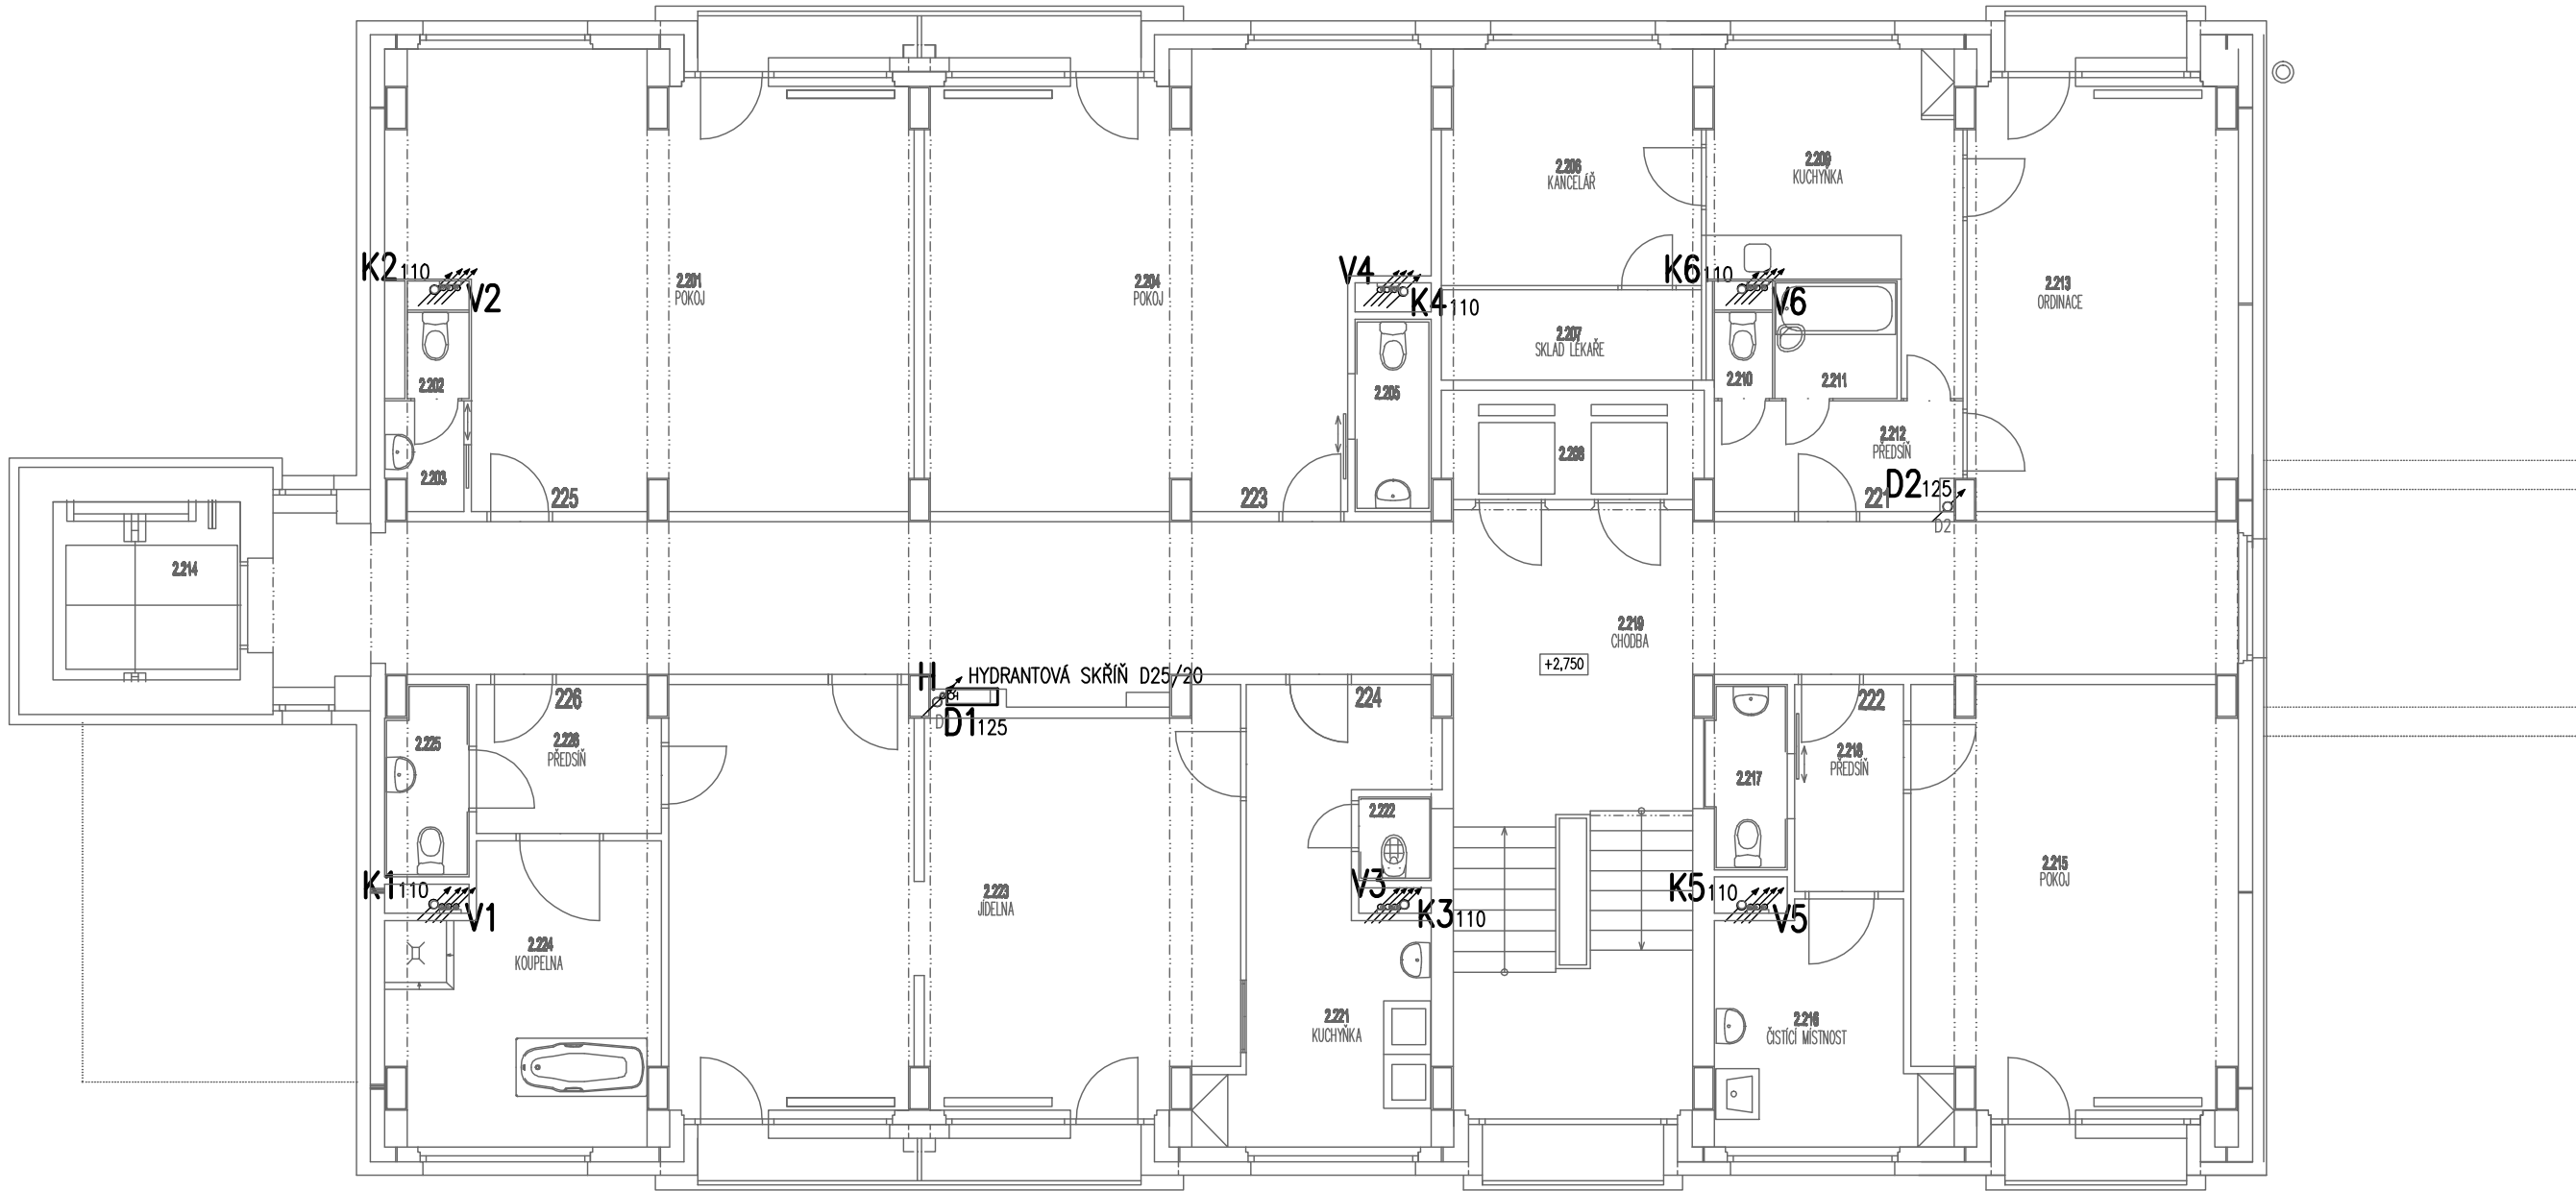 2.206
KANCELÁŘ
2.209
KUCHYŇKA
K2110
V2
2.201
POKOJ
2.204
POKOJ
V4
K4110
K6110
V6
2.213
ORDINACE
2.207
SKLAD LÉKAŘE
2.202
2.205
2.210
2.211
2.203
2.212
PŘEDSÍŇ
225
223
221
D2125
D2
2.214
2.219
CHODBA
+2,750
H
HYDRANTOVÁ SKŘÍŇ D25/20
D1125
226
224
222
2.225
2.226
PŘEDSÍŇ
2.218
PŘEDSÍŇ
2.217
2.222
2.215
POKOJ
K1110
V1
V3
K3110
K5110
V5
2.223
JÍDELNA
2.224
KOUPELNA
2.221
KUCHYŇKA
2.216
ČISTÍCÍ MÍSTNOST